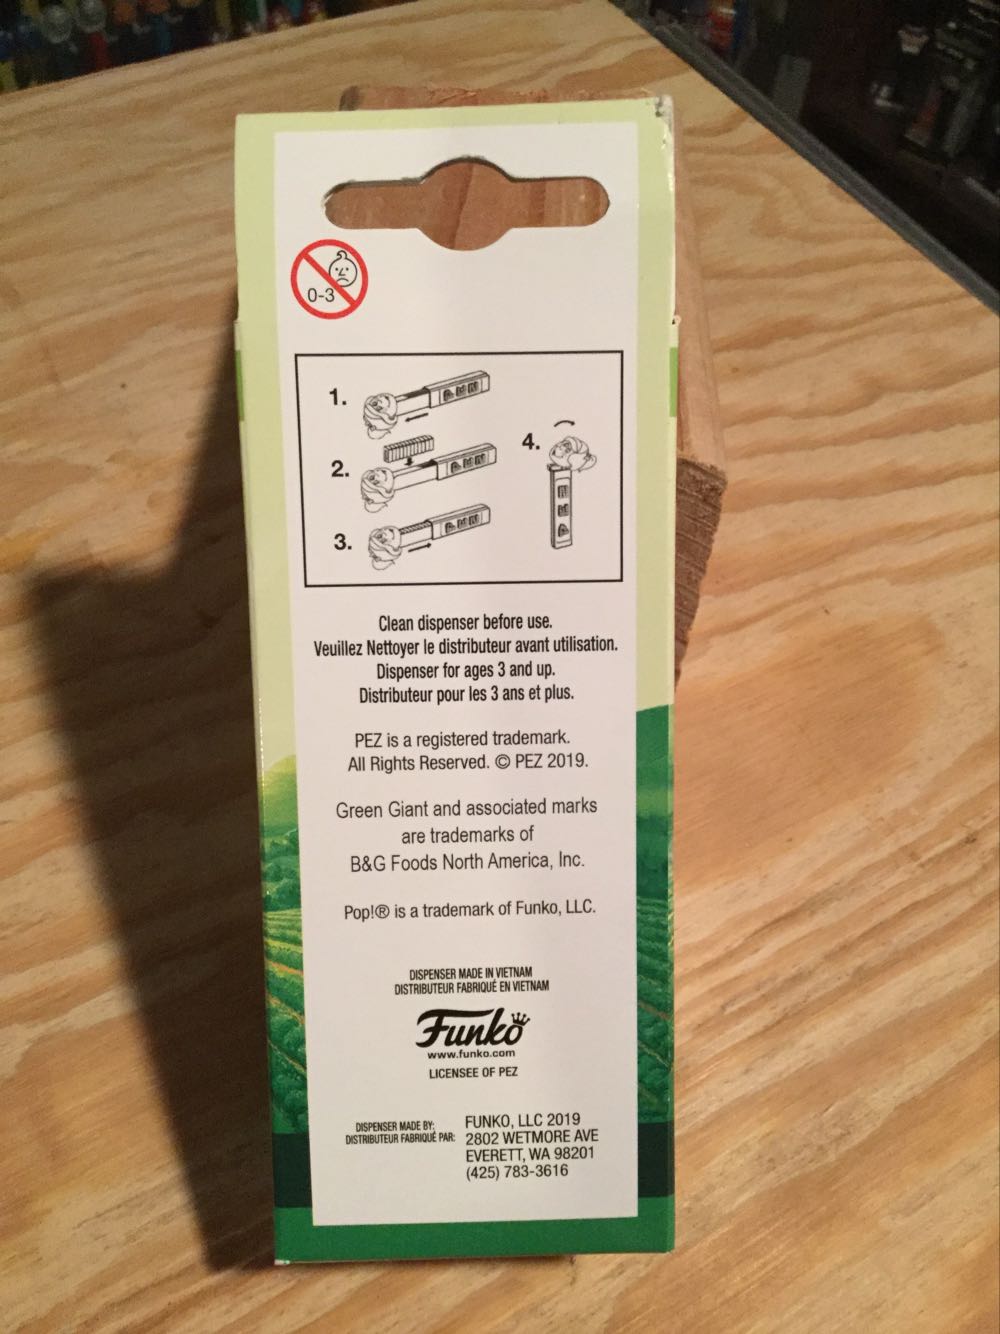 0-3
1.
2.
3.
4.
Clean dispenser before use.
Veuillez Nettoyer le distributeur avant utilisation.
Dispenser for ages 3 and up.
Distributeur pour les 3 ans et plus.
PEZ is a registered trademark.
All Rights Reserved. © PEZ 2019.
Green Giant and associated marks
are trademarks of
B&G Foods North America, Inc.
Pop!® is a trademark of Funko, LLC.
DISPENSER MADE IN VIETNAM
DISTRIBUTEUR FABRIQUÉ EN VIETNAM
Funko
www.funko.com
LICENSEE OF PEZ
DISPENSER MADE BY:
DISTRIBUTEUR FABRIQUÉ PAR:
FUNKO, LLC 2019
2802 WETMORE AVE
EVERETT, WA 98201
(425) 783-3616